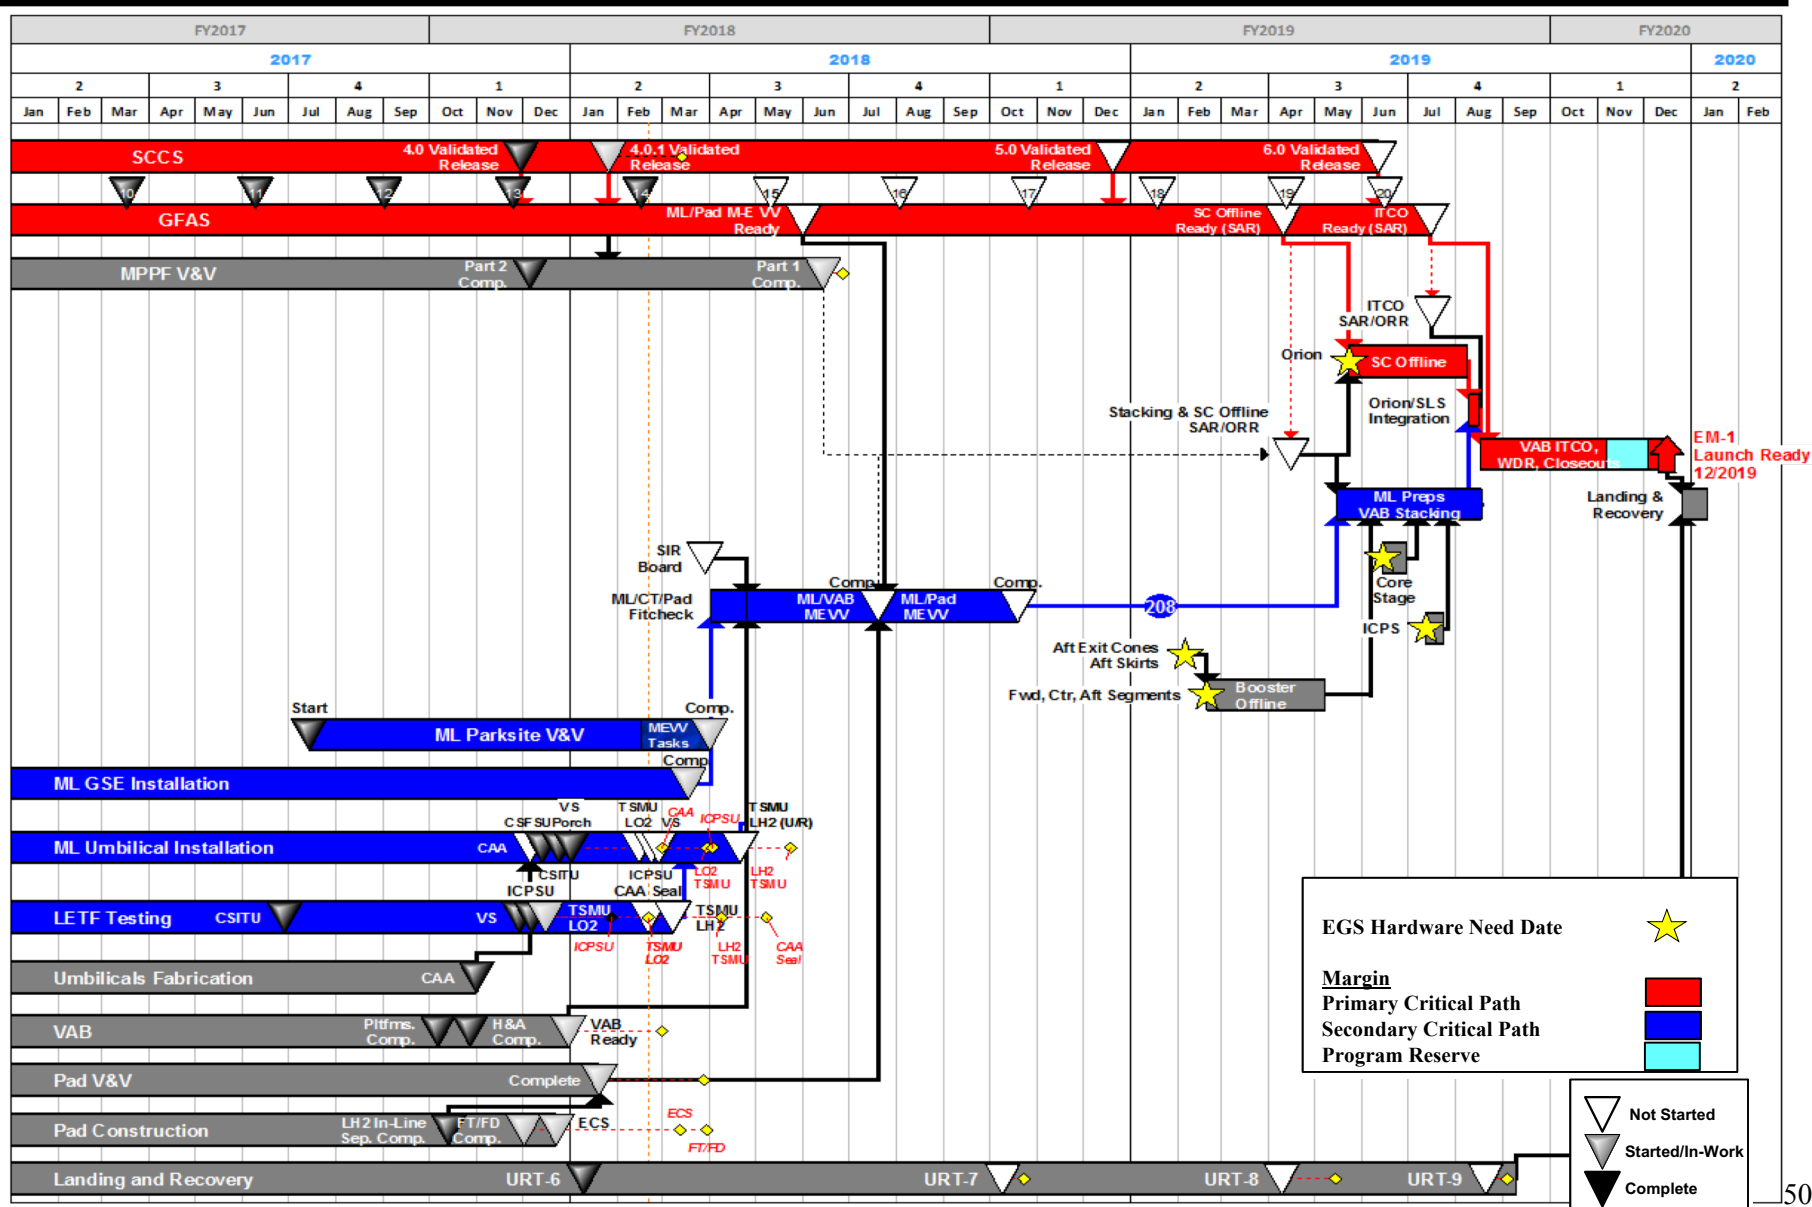 FY2017 FY2018 FY2019 FY2020
2017 2018 2019 2020
2 3 4 1 2 3 4 1 2 3 4 1 2
Jan Feb Mar Apr May Jun Jul Aug Sep Oct Nov Dec Jan Feb Mar Apr May Jun Jul Aug Sep Oct Nov Dec Jan Feb Mar Apr May Jun Jul Aug Sep Oct Nov Dec Jan Feb
SCCS
4.0 Validated
Release
4.0.1 Validated
Release
5.0 Validated
Release
6.0 Validated
Release
10 11 12 13 14 15 16 17 18 19 20
GFAS
ML/Pad M-E VV
Ready
SC Offline
Ready (SAR)
ITCO
Ready (SAR)
MPPF V&V
Part 2
Comp.
Part 1
Comp.
ITCO
SAR/ORR
Orion
SC Offline
Orion/SLS
Integration
Stacking & SC Offline
SAR/ORR
VAB ITCO,
WDR, Closeouts
EM-1
Launch Ready
12/2019
ML Preps
VAB Stacking
Landing &
Recovery
SIR
Board
Core
Stage
ML/CT/Pad
Fitcheck
ML/VAB
MEVV
Comp.
ML/Pad
MEVV
Comp.
208
ICPS
Aft Exit Cones
Aft Skirts
Fwd, Ctr, Aft Segments
Booster
Offline
Start
ML Parksite V&V
MEVV
Tasks
Comp.
ML GSE Installation
Comp
VS
Porch
CSFSU
TSMU
LO2
VS
CAA
ICPSU
TSMU
LH2 (U/R)
ML Umbilical Installation
CAA
CSITU
ICPSU
ICPSU
CAA Seal
LO2
TSMU
LH2
TSMU
LETF Testing
CSITU
VS
TSMU
LO2
TSMU
LH2
ICPSU
TSMU
LO2
LH2
TSMU
CAA
Seal
Umbilicals Fabrication
CAA
VAB
Pltfms.
Comp.
H&A
Comp.
VAB
Ready
Pad V&V
Complete
Pad Construction
LH2 In-Line
Sep. Comp.
FT/FD
Comp.
ECS
ECS
FT/FD
Landing and Recovery
URT-6
URT-7
URT-8
URT-9
EGS Hardware Need Date
Margin
Primary Critical Path
Secondary Critical Path
Program Reserve
Not Started
Started/In-Work
Complete
50